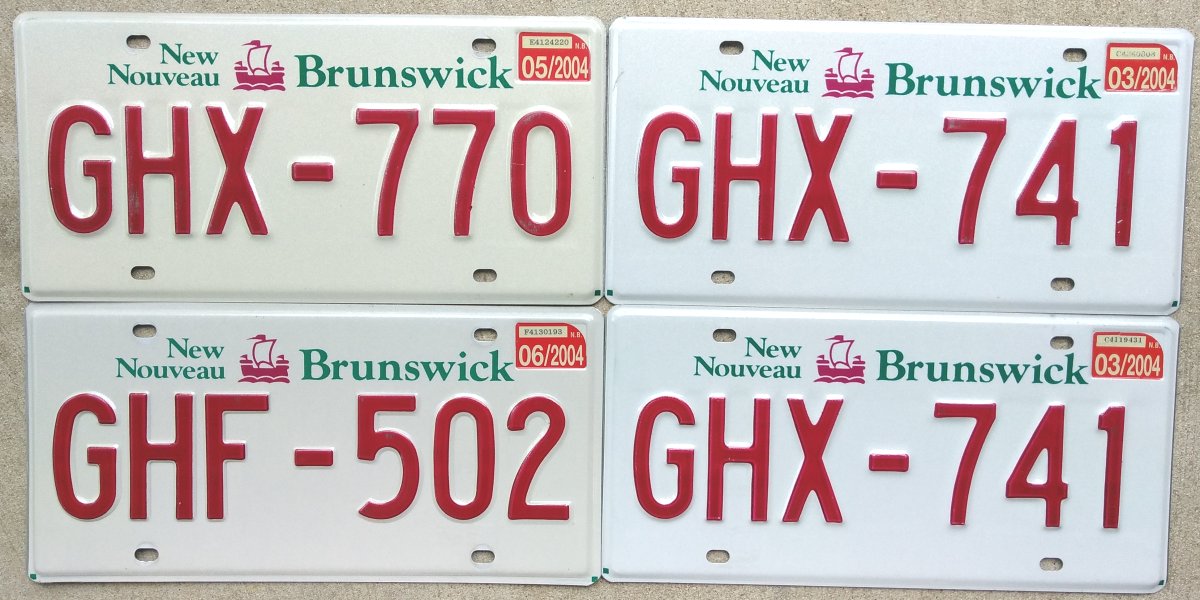 New
Nouveau Brunswick
E4124220
N.B.
05/2004
GHX-770
New
Nouveau Brunswick
N.B.
03/2004
GHX-741
New
Nouveau Brunswick
F4130193
N.B.
06/2004
GHF-502
New
Nouveau Brunswick
C4119431
N.B.
03/2004
GHX-741